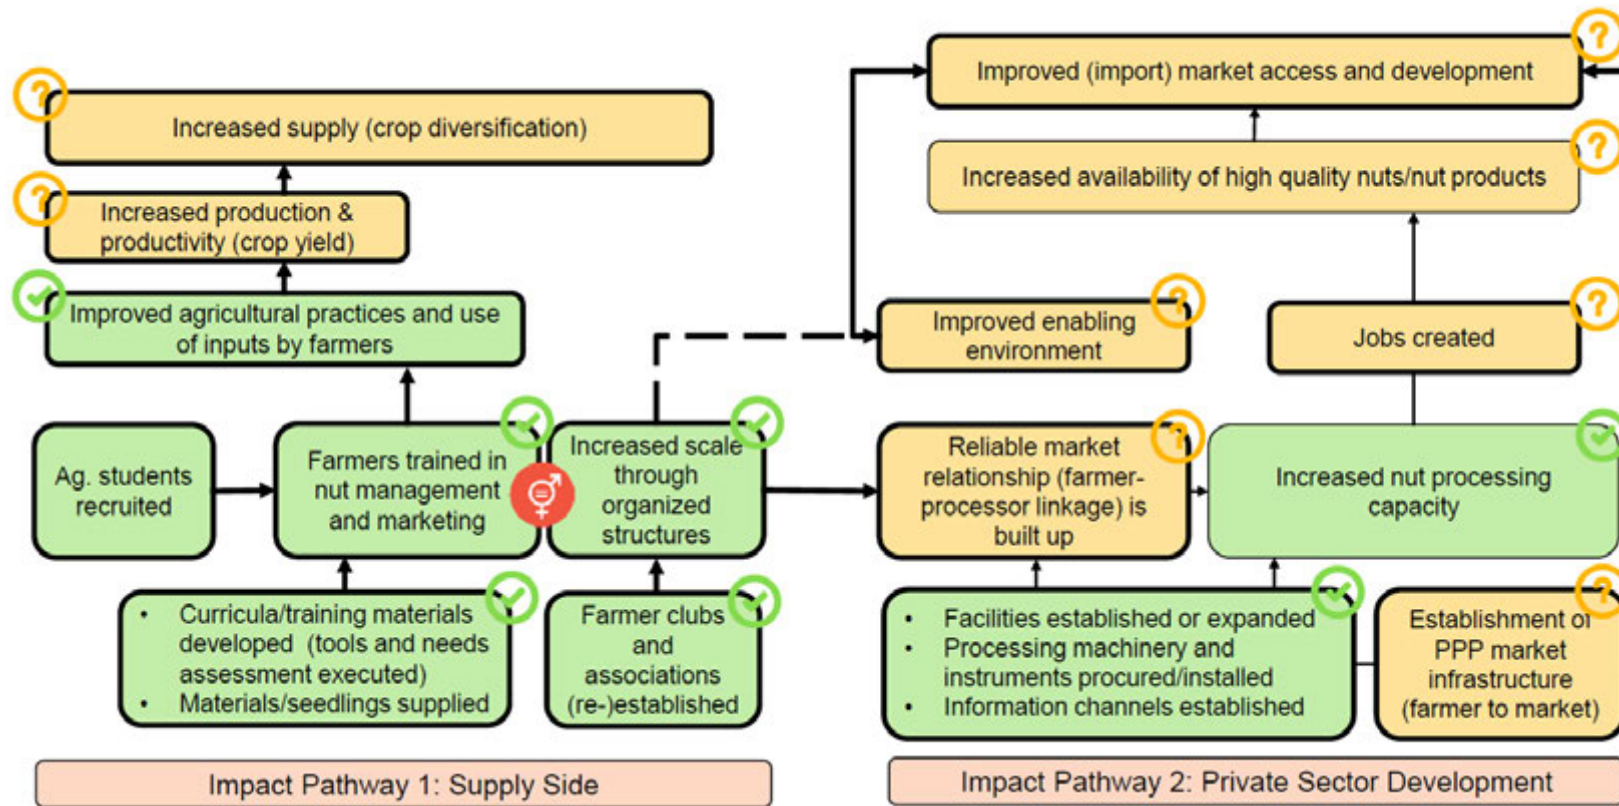 Increased supply (crop diversification)
Increased production &
productivity (crop yield)
Improved agricultural practices and use
of inputs by farmers
Ag. students
recruited
Farmers trained in
nut management
and marketing
Increased scale
through
organized
structures
• Curricula/training materials
developed (tools and needs
assessment executed)
• Materials/seedlings supplied
Farmer clubs
and
associations
(re-)established
Impact Pathway 1: Supply Side
Improved (import) market access and development
Increased availability of high quality nuts/nut products
Improved enabling
environment
Jobs created
Reliable market
relationship (farmer-
processor linkage) is
built up
Increased nut processing
capacity
• Facilities established or expanded
• Processing machinery and
instruments procured/installed
• Information channels established
Establishment of
PPP market
infrastructure
(farmer to market)
Impact Pathway 2: Private Sector Development